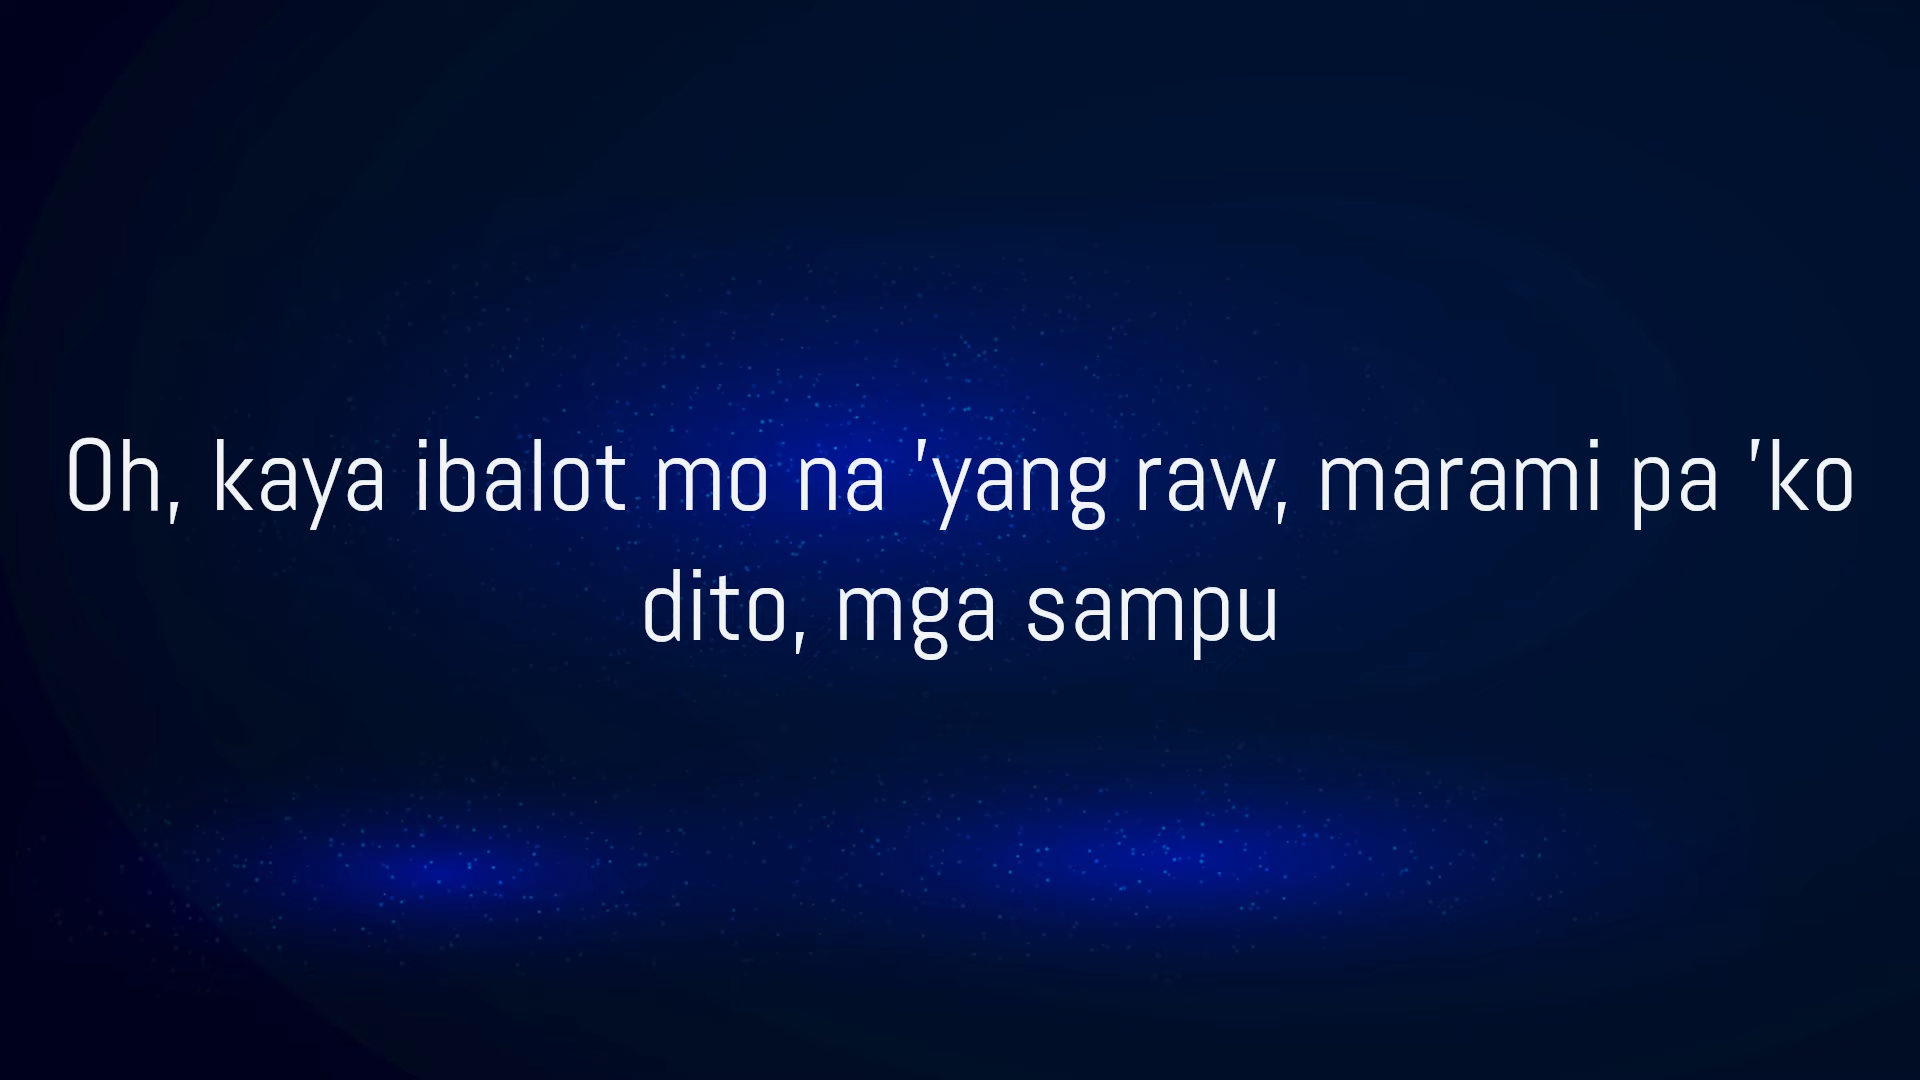 Oh, kaya ibalot mo na 'yang raw, marami pa 'ko
dito, mga sampu